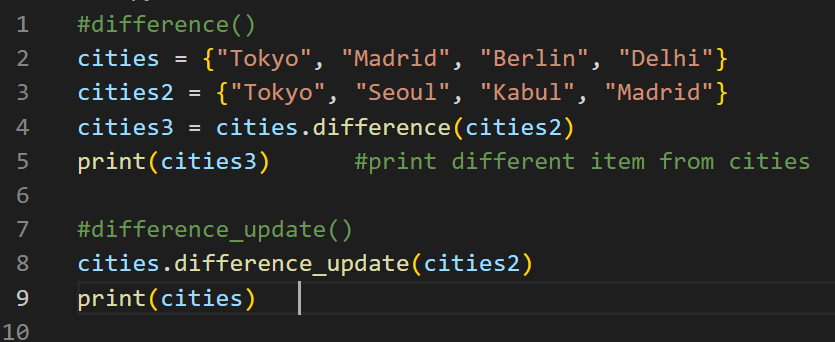 1 #difference()
2 cities = {"Tokyo", "Madrid", "Berlin", "Delhi"}
3 cities2 = {"Tokyo", "Seoul", "Kabul", "Madrid"}
4 cities3 = cities.difference(cities2)
5 print(cities3)      #print different item from cities
6
7 #difference_update()
8 cities.difference_update(cities2)
9 print(cities)
10